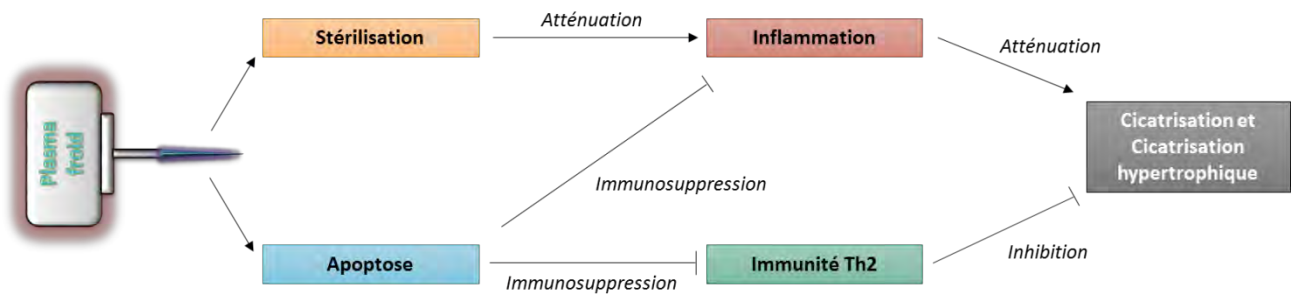 Plasma
froid
Stérilisation
Atténuation
Inflammation
Atténuation
Cicatrisation et
Cicatrisation
hypertrophique
Immunosuppression
Apoptose
Immunosuppression
Immunité Th2
Inhibition